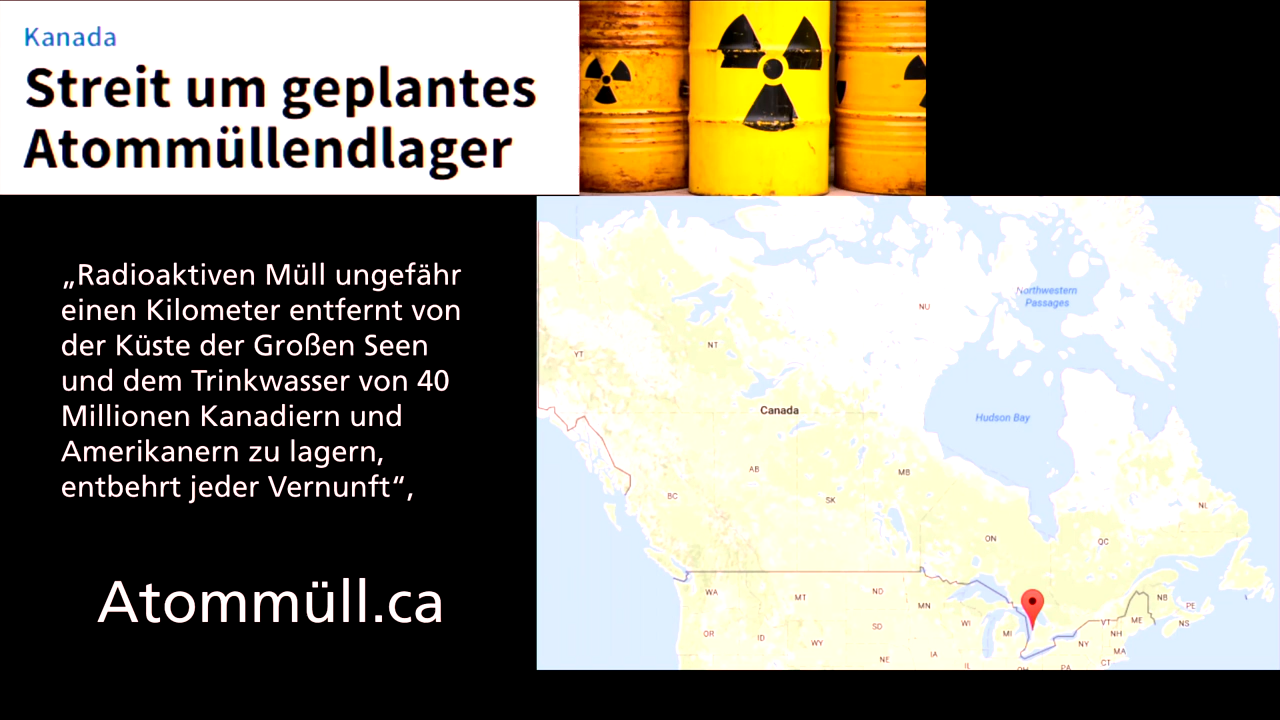 Kanada
Streit um geplantes
Atommüllendlager
„Radioaktiven Müll ungefähr
einen Kilometer entfernt von
der Küste der Großen Seen
und dem Trinkwasser von 40
Millionen Kanadiern und
Amerikanern zu lagern,
entbehrt jeder Vernunft“,
Atommüll.ca
Northwestern
Passages
NU
NT
YT
Canada
Hudson Bay
AB
MB
BC
SK
NL
ON
QC
WA
MT
ND
MN
NB
PE
OR
ID
SD
WI
MI
VT
ME
NS
NH
WY
NY
MA
NE
IA
IL
OH
PA
CT